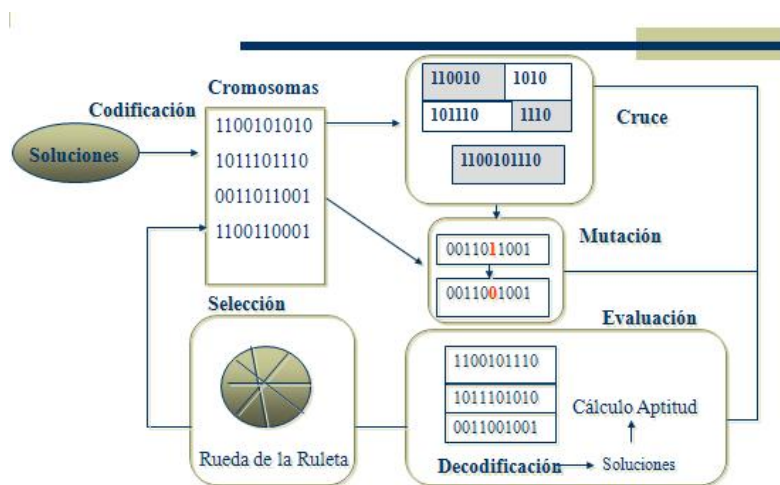 Codificación
Soluciones
Cromosomas
1100101010
1011101110
0011011001
1100110001
110010 1010
101110 1110
1100101110
Cruce
Mutación
0011011001
0011001001
Selección
Rueda de la Ruleta
Evaluación
1100101110
1011101010
0011001001
Cálculo Aptitud
Decodificación Soluciones